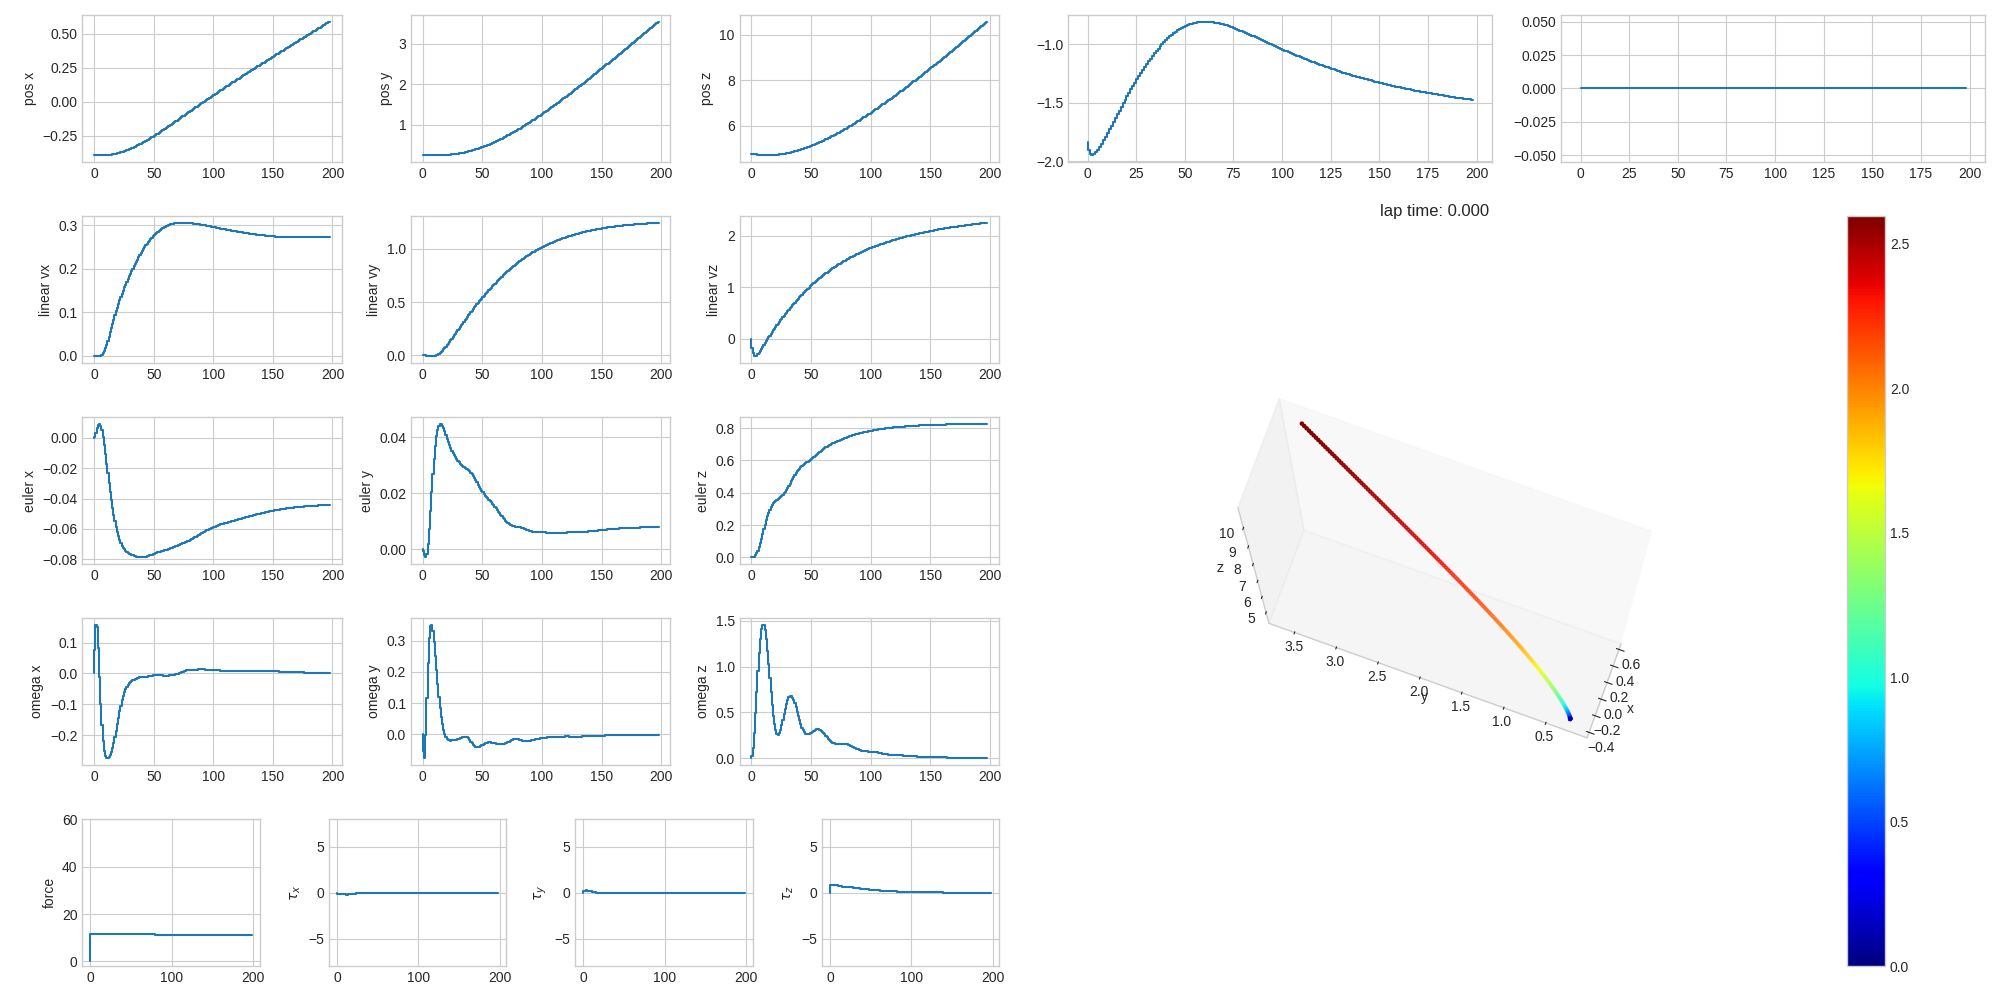 pos x
0.50
0.25
0.00
−0.25
0 50 100 150 200
pos y
3
2
1
0 50 100 150 200
pos z
10
8
6
0 50 100 150 200
−1.0
−1.5
−2.0
0 25 50 75 100 125 150 175 200
0.050
0.025
0.000
−0.025
−0.050
0 25 50 75 100 125 150 175 200
linear vx
0.3
0.2
0.1
0.0
0 50 100 150 200
linear vy
1.0
0.5
0.0
0 50 100 150 200
linear vz
2
1
0
0 50 100 150 200
lap time: 0.000
euler x
0.00
−0.02
−0.04
−0.06
−0.08
0 50 100 150 200
euler y
0.04
0.02
0.00
0 50 100 150 200
euler z
0.8
0.6
0.4
0.2
0.0
0 50 100 150 200
omega x
0.1
0.0
−0.1
−0.2
0 50 100 150 200
omega y
0.3
0.2
0.1
0.0
0 50 100 150 200
omega z
1.5
1.0
0.5
0.0
0 50 100 150 200
force
60
40
20
0
0 100 200
τx
5
0
−5
0 100 200
τy
5
0
−5
0 100 200
τz
5
0
−5
0 100 200
z
10
9
8
7
6
5
3.5 3.0 2.5 2.0 1.5 1.0 0.5
y
0.6
0.4
0.2
0.0
−0.2
−0.4
x
2.5
2.0
1.5
1.0
0.5
0.0